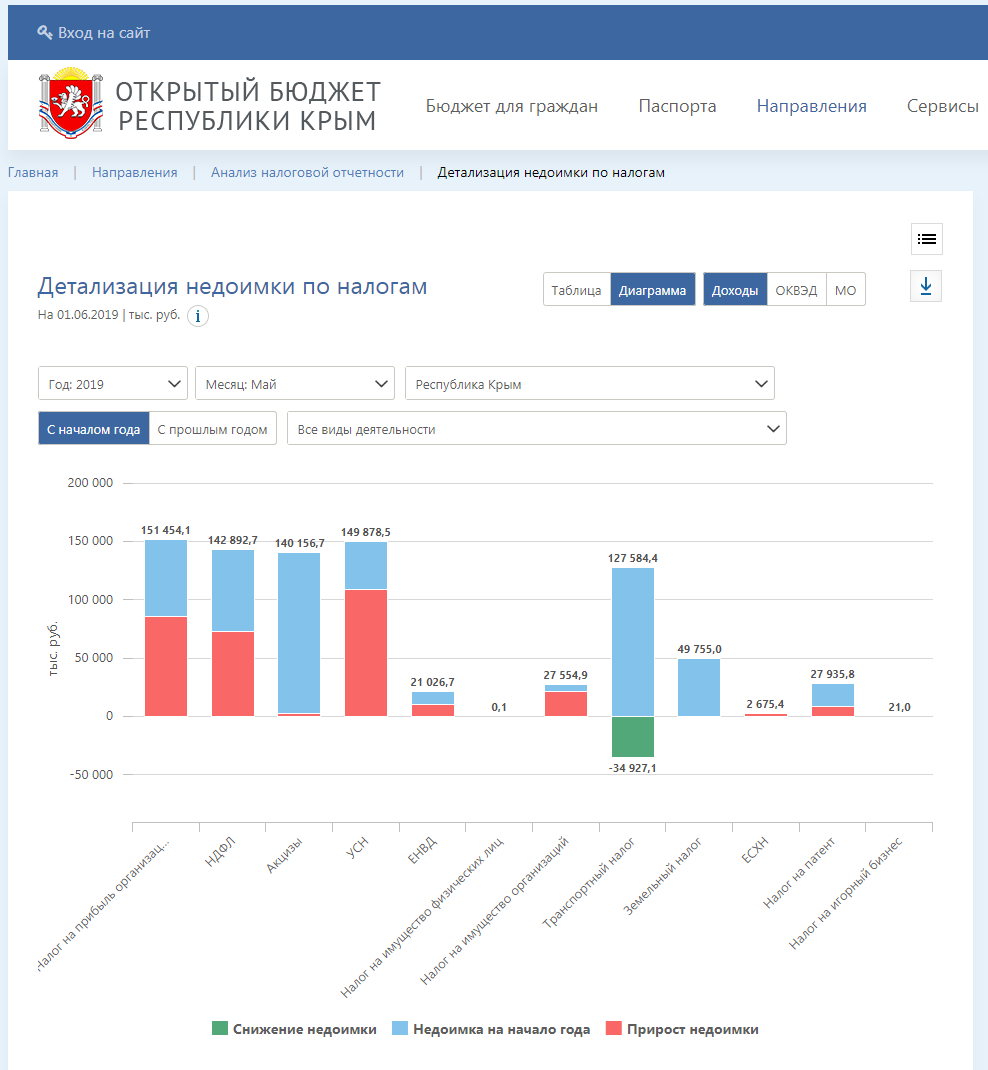 Вход на сайт
ОТКРЫТЫЙ БЮДЖЕТ
РЕСПУБЛИКИ КРЫМ
Бюджет для граждан Паспорта Направления Сервисы
Главная | Направления | Анализ налоговой отчетности | Детализация недоимки по налогам
Детализация недоимки по налогам
На 01.06.2019 | тыс. руб. i
Таблица Диаграмма Доходы ОКВЭД МО
Год: 2019 Месяц: Май Республика Крым
С началом года С прошлым годом Все виды деятельности
тыс. руб.
200 000
150 000
100 000
50 000
0
-50 000
151 454,1
142 892,7
140 156,7
149 878,5
21 026,7
0,1
27 554,9
127 584,4
-34 927,1
49 755,0
2 675,4
27 935,8
21,0
Налог на прибыль организац...
НДФЛ
Акцизы
УСН
ЕНВД
Налог на имущество физических лиц
Налог на имущество организаций
Транспортный налог
Земельный налог
ЕСХН
Налог на патент
Налог на игорный бизнес
Снижение недоимки Недоимка на начало года Прирост недоимки